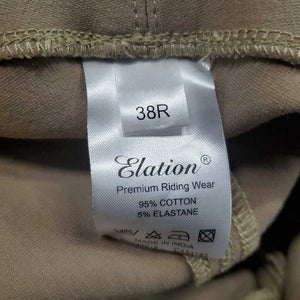 38R
Elation®
Premium Riding Wear
95% COTTON
5% ELASTANE
MADE IN INDIA